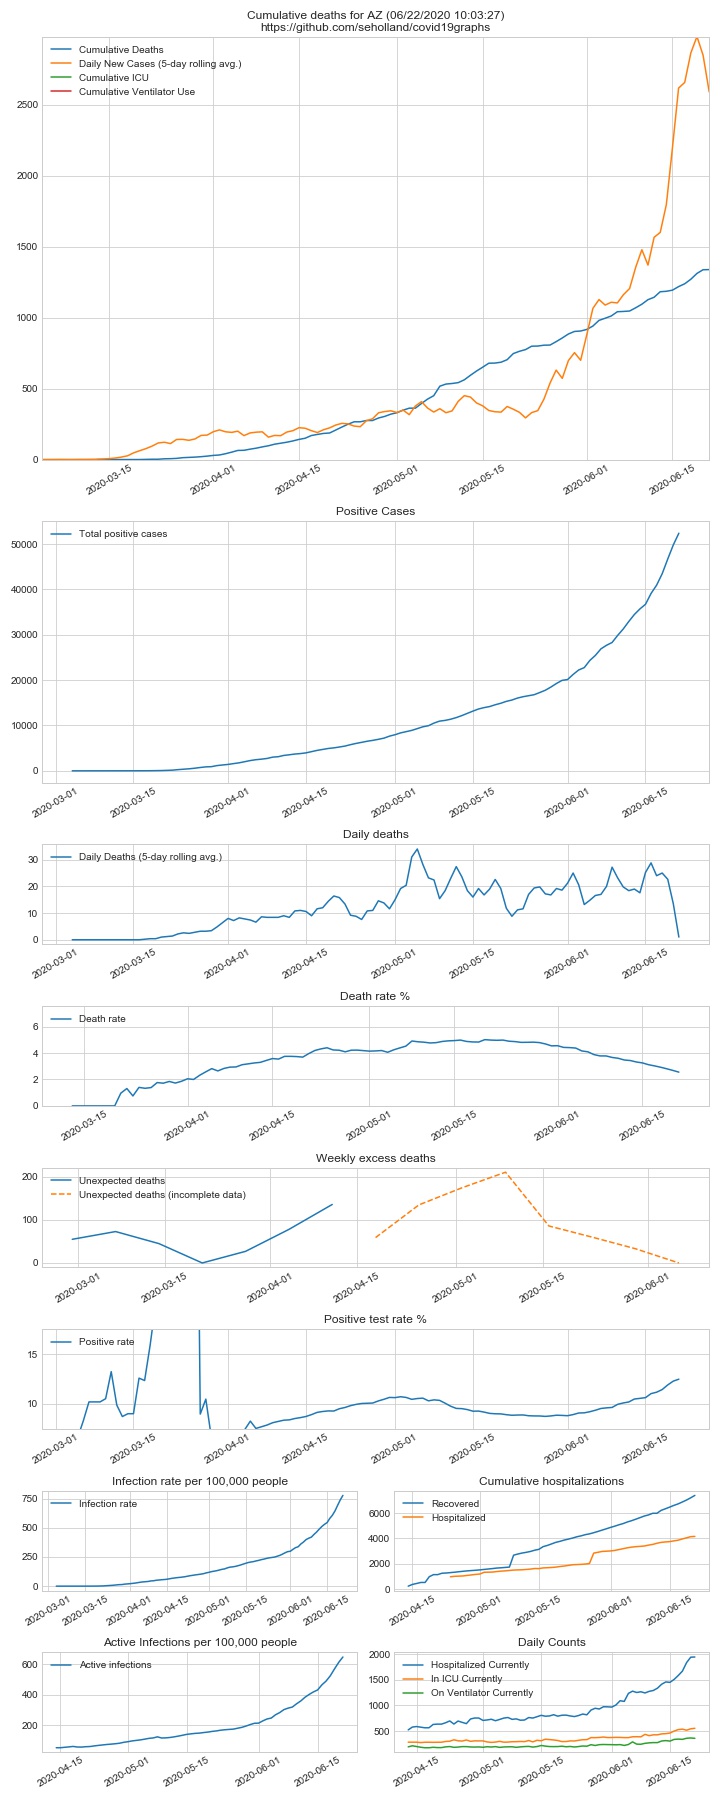 Cumulative deaths for AZ (06/22/2020 10:03:27)
https://github.com/seholland/covid19graphs
Cumulative Deaths
Daily New Cases (5-day rolling avg.)
Cumulative ICU
Cumulative Ventilator Use
2500
2000
1500
1000
500
0
2020-03-15 2020-04-01 2020-04-15 2020-05-01 2020-05-15 2020-06-01 2020-06-15
Positive Cases
Total positive cases
50000
40000
30000
20000
10000
0
2020-03-01 2020-03-15 2020-04-01 2020-04-15 2020-05-01 2020-05-15 2020-06-01 2020-06-15
Daily deaths
Daily Deaths (5-day rolling avg.)
30
20
10
0
2020-03-01 2020-03-15 2020-04-01 2020-04-15 2020-05-01 2020-05-15 2020-06-01 2020-06-15
Death rate %
Death rate
6
4
2
0
2020-03-15 2020-04-01 2020-04-15 2020-05-01 2020-05-15 2020-06-01 2020-06-15
Weekly excess deaths
Unexpected deaths
Unexpected deaths (incomplete data)
200
100
0
2020-03-01 2020-03-15 2020-04-01 2020-04-15 2020-05-01 2020-05-15 2020-06-01
Positive test rate %
Positive rate
15
10
2020-03-01 2020-03-15 2020-04-01 2020-04-15 2020-05-01 2020-05-15 2020-06-01 2020-06-15
Infection rate per 100,000 people
Infection rate
750
500
250
0
2020-03-01 2020-03-15 2020-04-01 2020-04-15 2020-05-01 2020-05-15 2020-06-01 2020-06-15
Cumulative hospitalizations
Recovered
Hospitalized
6000
4000
2000
0
2020-04-15 2020-05-01 2020-05-15 2020-06-01 2020-06-15
Active Infections per 100,000 people
Active infections
600
400
200
2020-04-15 2020-05-01 2020-05-15 2020-06-01 2020-06-15
Daily Counts
Hospitalized Currently
In ICU Currently
On Ventilator Currently
2000
1500
1000
500
2020-04-15 2020-05-01 2020-05-15 2020-06-01 2020-06-15